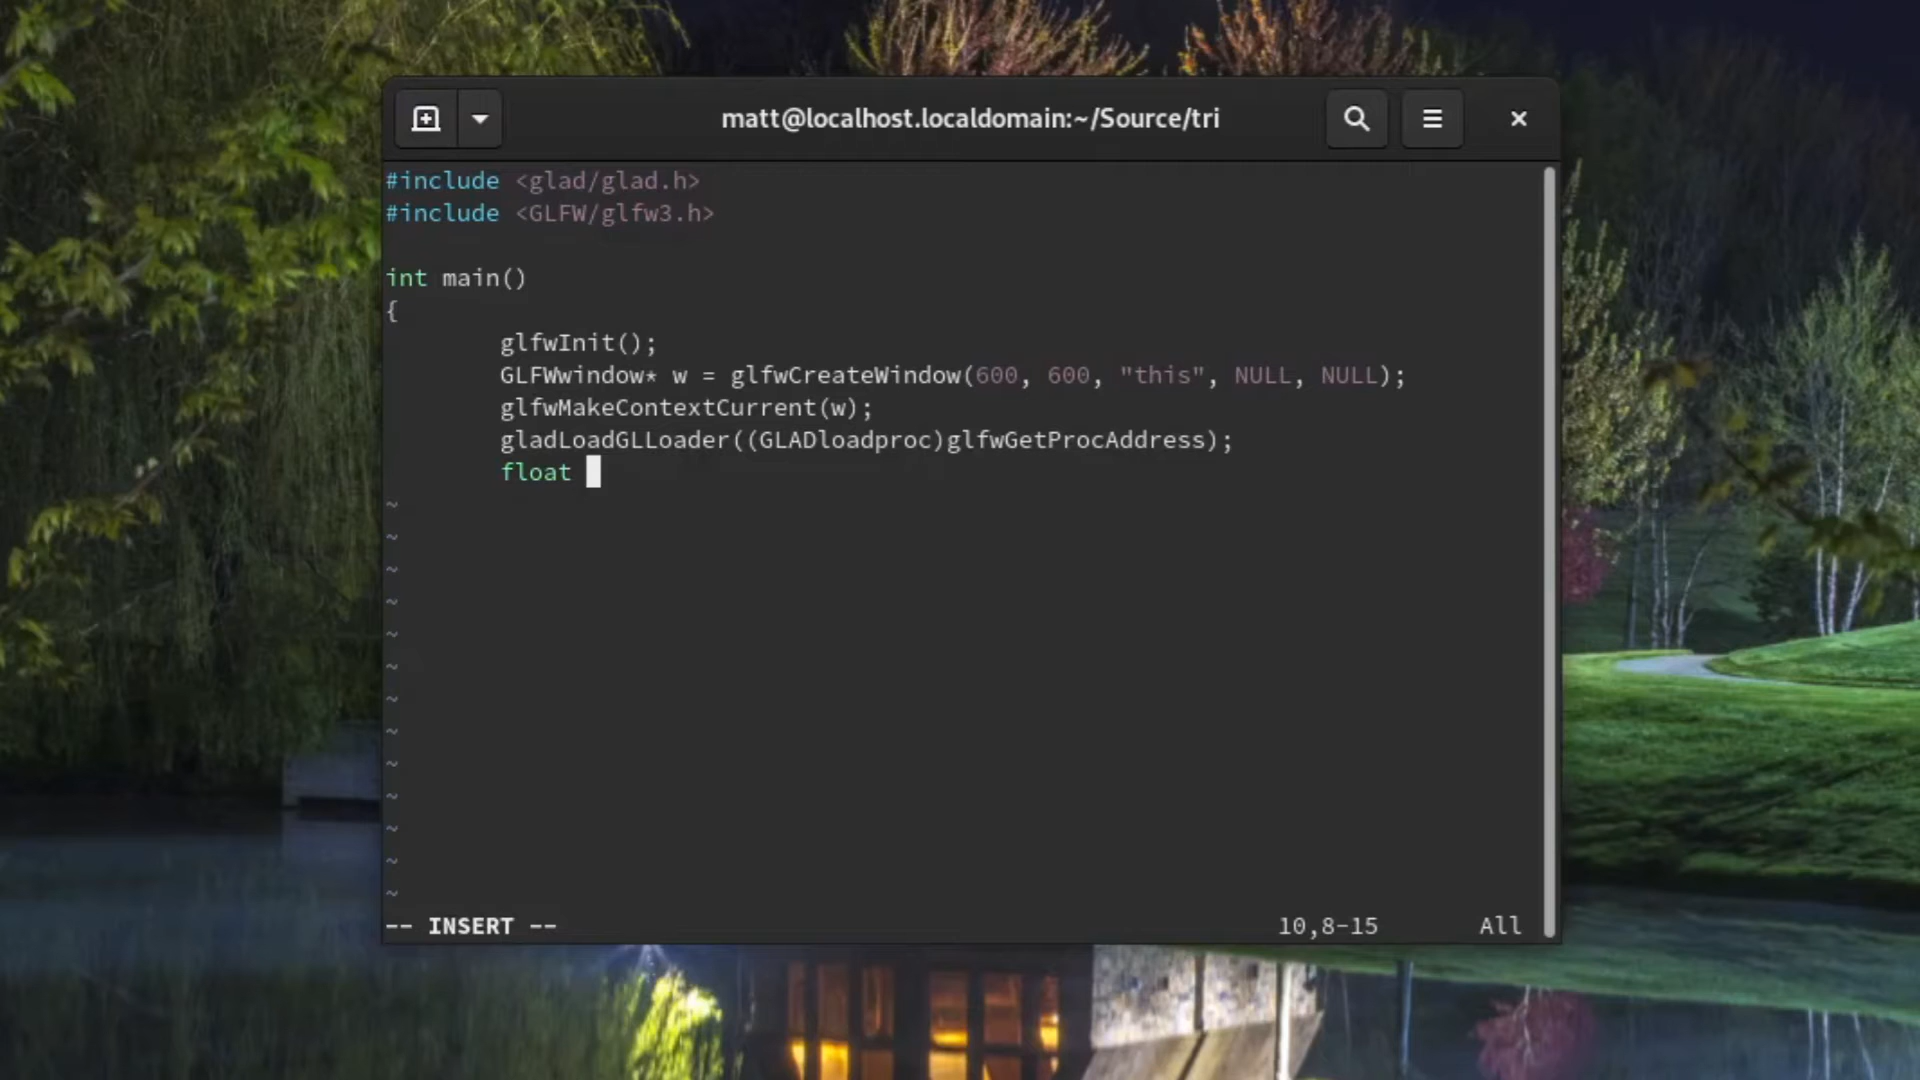 matt@localhost.localdomain:~/Source/tri
#include <glad/glad.h>
#include <GLFW/glfw3.h>
int main()
{
glfwInit();
GLFWwindow* w = glfwCreateWindow(600, 600, "this", NULL, NULL);
glfwMakeContextCurrent(w);
gladLoadGLLoader((GLADloadproc)glfwGetProcAddress);
float
~
~
~
~
~
~
~
~
~
~
~
~
~
-- INSERT -- 10,8-15 All